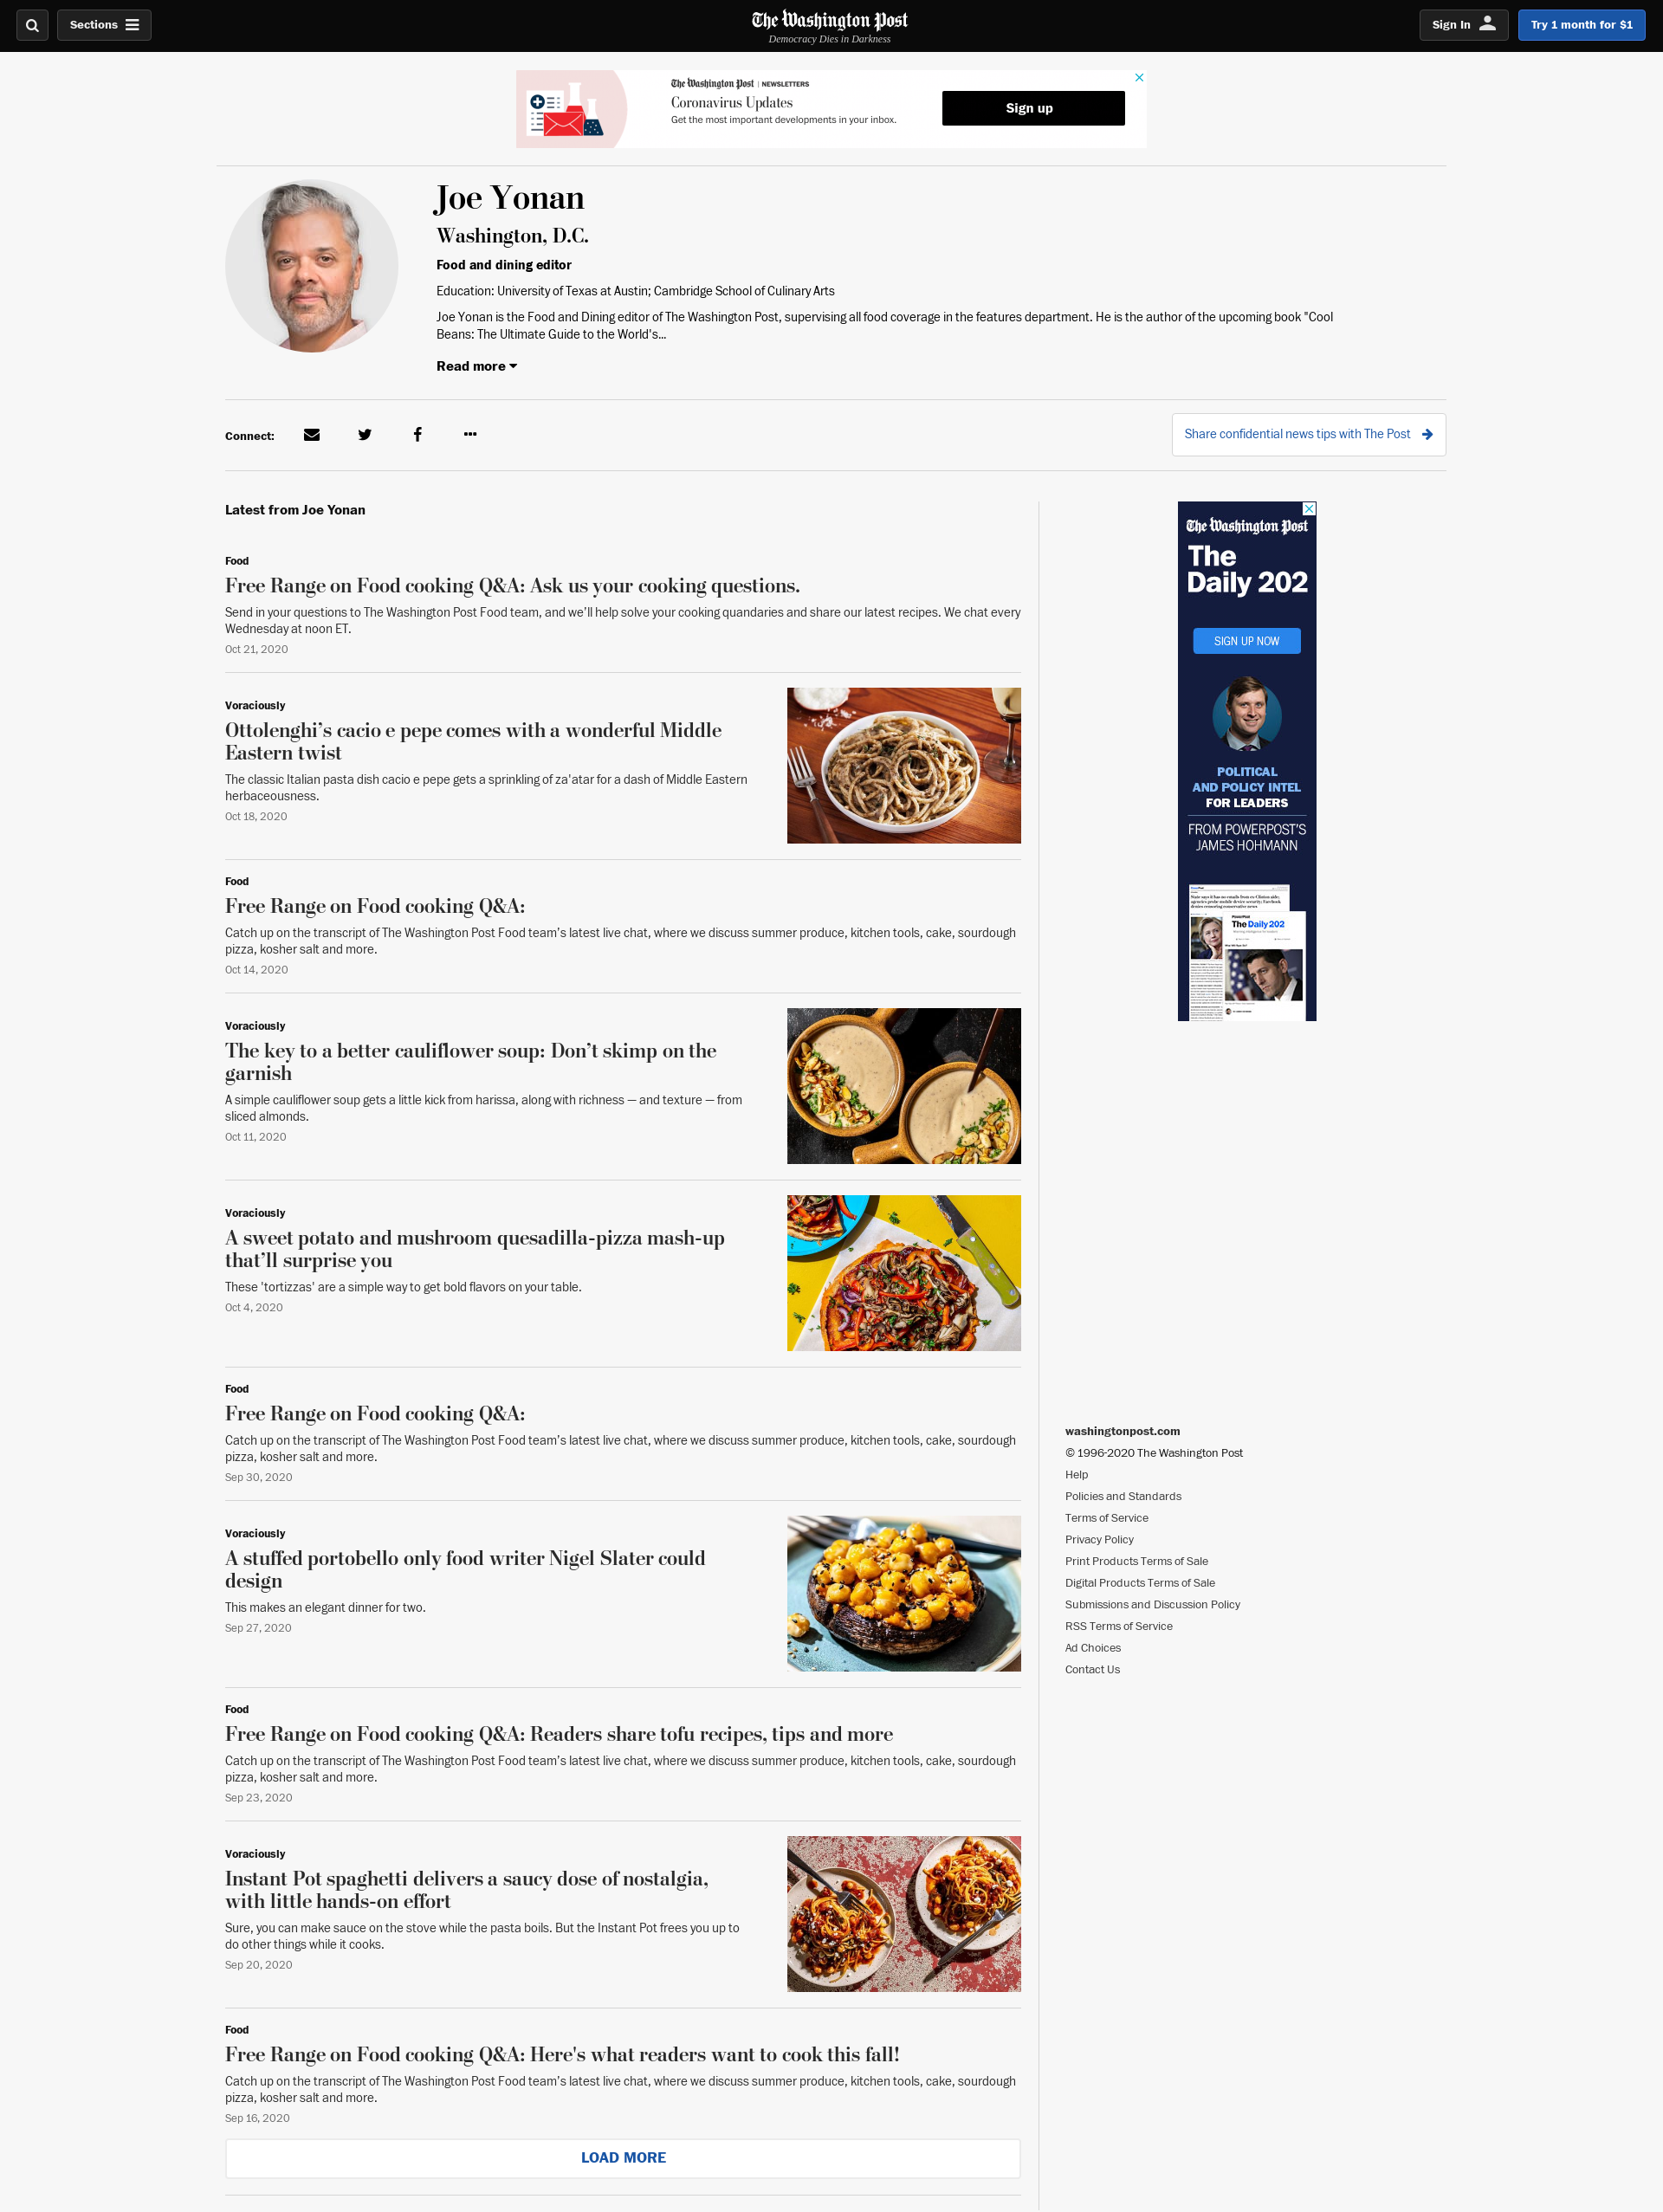 Sections
The Washington Post
Democracy Dies in Darkness
Sign In
Try 1 month for $1
The Washington Post | NEWSLETTERS
Coronavirus Updates
Get the most important developments in your inbox.
Sign up
Joe Yonan
Washington, D.C.
Food and dining editor
Education: University of Texas at Austin; Cambridge School of Culinary Arts
Joe Yonan is the Food and Dining editor of The Washington Post, supervising all food coverage in the features department. He is the author of the upcoming book "Cool
Beans: The Ultimate Guide to the World's...
Read more
Connect:
Share confidential news tips with The Post
Latest from Joe Yonan
Food
Free Range on Food cooking Q&A: Ask us your cooking questions.
Send in your questions to The Washington Post Food team, and we’ll help solve your cooking quandaries and share our latest recipes. We chat every
Wednesday at noon ET.
Oct 21, 2020
Voraciously
Ottolenghi’s cacio e pepe comes with a wonderful Middle
Eastern twist
The classic Italian pasta dish cacio e pepe gets a sprinkling of za'atar for a dash of Middle Eastern
herbaceousness.
Oct 18, 2020
Food
Free Range on Food cooking Q&A:
Catch up on the transcript of The Washington Post Food team’s latest live chat, where we discuss summer produce, kitchen tools, cake, sourdough
pizza, kosher salt and more.
Oct 14, 2020
Voraciously
The key to a better cauliflower soup: Don’t skimp on the
garnish
A simple cauliflower soup gets a little kick from harissa, along with richness — and texture — from
sliced almonds.
Oct 11, 2020
Voraciously
A sweet potato and mushroom quesadilla-pizza mash-up
that’ll surprise you
These 'tortizzas' are a simple way to get bold flavors on your table.
Oct 4, 2020
Food
Free Range on Food cooking Q&A:
Catch up on the transcript of The Washington Post Food team’s latest live chat, where we discuss summer produce, kitchen tools, cake, sourdough
pizza, kosher salt and more.
Sep 30, 2020
Voraciously
A stuffed portobello only food writer Nigel Slater could
design
This makes an elegant dinner for two.
Sep 27, 2020
Food
Free Range on Food cooking Q&A: Readers share tofu recipes, tips and more
Catch up on the transcript of The Washington Post Food team’s latest live chat, where we discuss summer produce, kitchen tools, cake, sourdough
pizza, kosher salt and more.
Sep 23, 2020
Voraciously
Instant Pot spaghetti delivers a saucy dose of nostalgia,
with little hands-on effort
Sure, you can make sauce on the stove while the pasta boils. But the Instant Pot frees you up to
do other things while it cooks.
Sep 20, 2020
Food
Free Range on Food cooking Q&A: Here's what readers want to cook this fall!
Catch up on the transcript of The Washington Post Food team’s latest live chat, where we discuss summer produce, kitchen tools, cake, sourdough
pizza, kosher salt and more.
Sep 16, 2020
LOAD MORE
The Washington Post
The
Daily 202
SIGN UP NOW
POLITICAL
AND POLICY INTEL
FOR LEADERS
FROM POWERPOST’S
JAMES HOHMANN
The Daily 202
washingtonpost.com
© 1996-2020 The Washington Post
Help
Policies and Standards
Terms of Service
Privacy Policy
Print Products Terms of Sale
Digital Products Terms of Sale
Submissions and Discussion Policy
RSS Terms of Service
Ad Choices
Contact Us